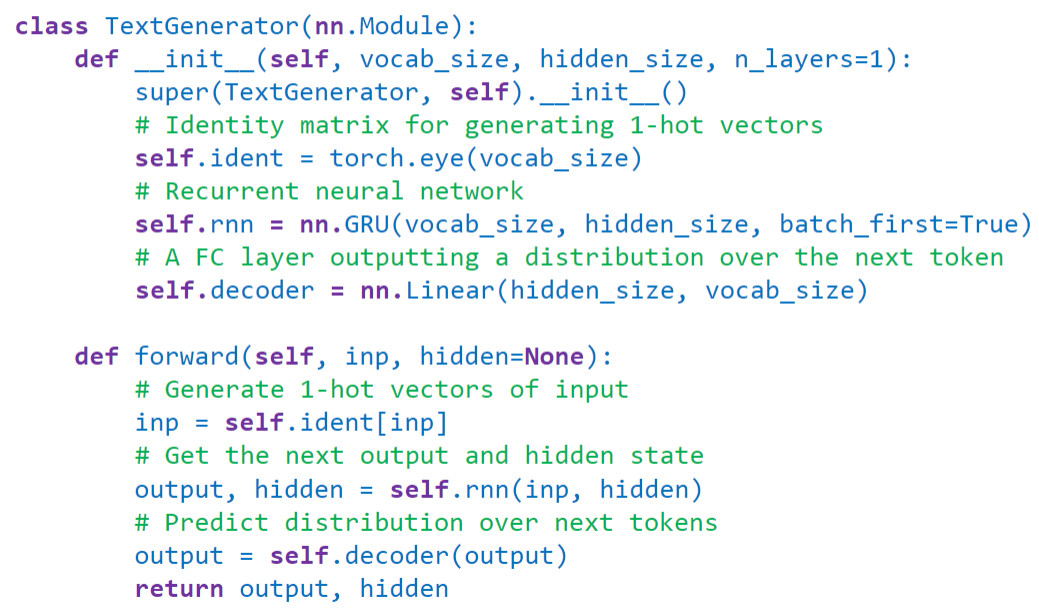 class TextGenerator(nn.Module):
    def __init__(self, vocab_size, hidden_size, n_layers=1):
        super(TextGenerator, self).__init__()
        # Identity matrix for generating 1-hot vectors
        self.ident = torch.eye(vocab_size)
        # Recurrent neural network
        self.rnn = nn.GRU(vocab_size, hidden_size, batch_first=True)
        # A FC layer outputting a distribution over the next token
        self.decoder = nn.Linear(hidden_size, vocab_size)

    def forward(self, inp, hidden=None):
        # Generate 1-hot vectors of input
        inp = self.ident[inp]
        # Get the next output and hidden state
        output, hidden = self.rnn(inp, hidden)
        # Predict distribution over next tokens
        output = self.decoder(output)
        return output, hidden